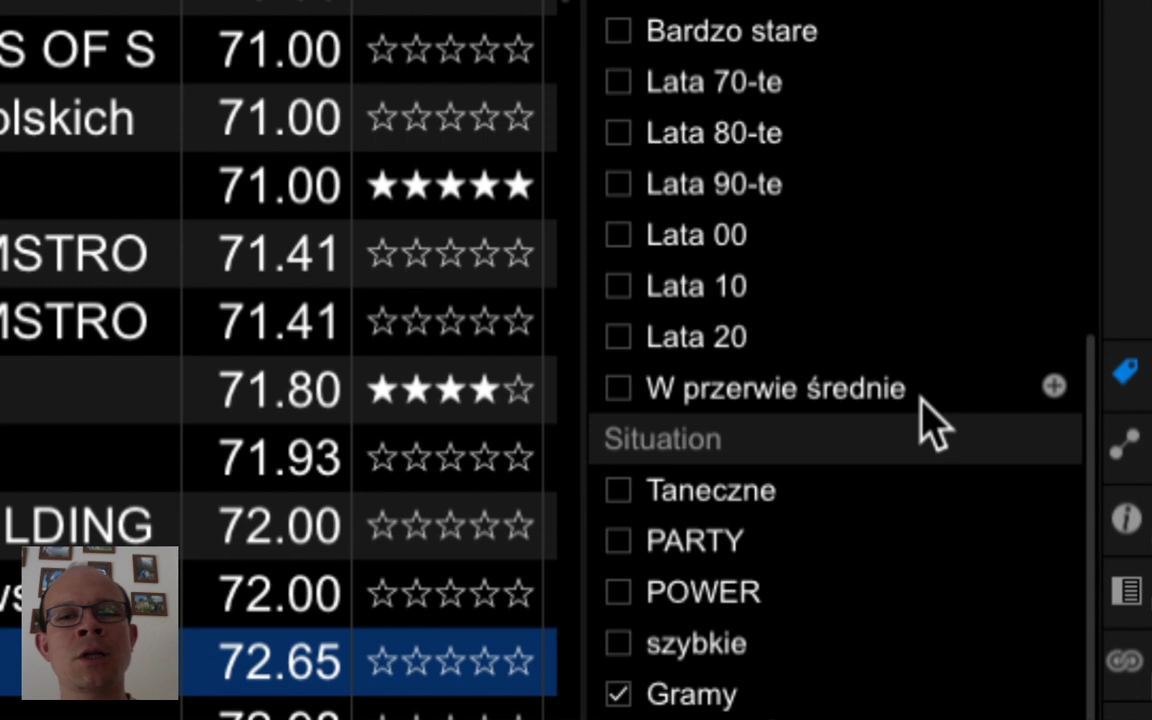 S OF S 71.00
olskich 71.00
71.00
MSTRO 71.41
MSTRO 71.41
71.80
71.93
LDING 72.00
72.00
72.65
Bardzo stare
Lata 70-te
Lata 80-te
Lata 90-te
Lata 00
Lata 10
Lata 20
W przerwie średnie
Situation
Taneczne
PARTY
POWER
szybkie
Gramy